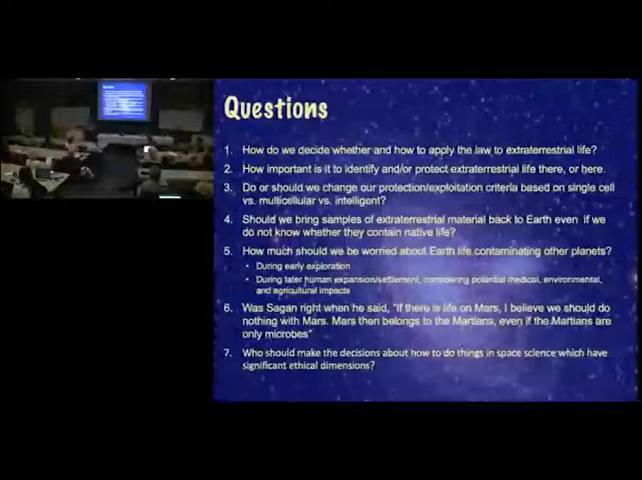 Questions
1. How do we decide whether and how to apply the law to extraterrestrial life?
2. How important is it to identify and/or protect extraterrestrial life there, or here.
3. Do or should we change our protection/exploitation criteria based on single cell
vs. multicellular vs. intelligent?
4. Should we bring samples of extraterrestrial material back to Earth even if we
do not know whether they contain native life?
5. How much should we be worried about Earth life contaminating other planets?
• During early exploration
• During later human expansion/settlement, considering potential medical, environmental,
and agricultural impacts
6. Was Sagan right when he said, "If there is life on Mars, I believe we should do
nothing with Mars. Mars then belongs to the Martians, even if the Martians are
only microbes"
7. Who should make the decisions about how to do things in space science which have
significant ethical dimensions?